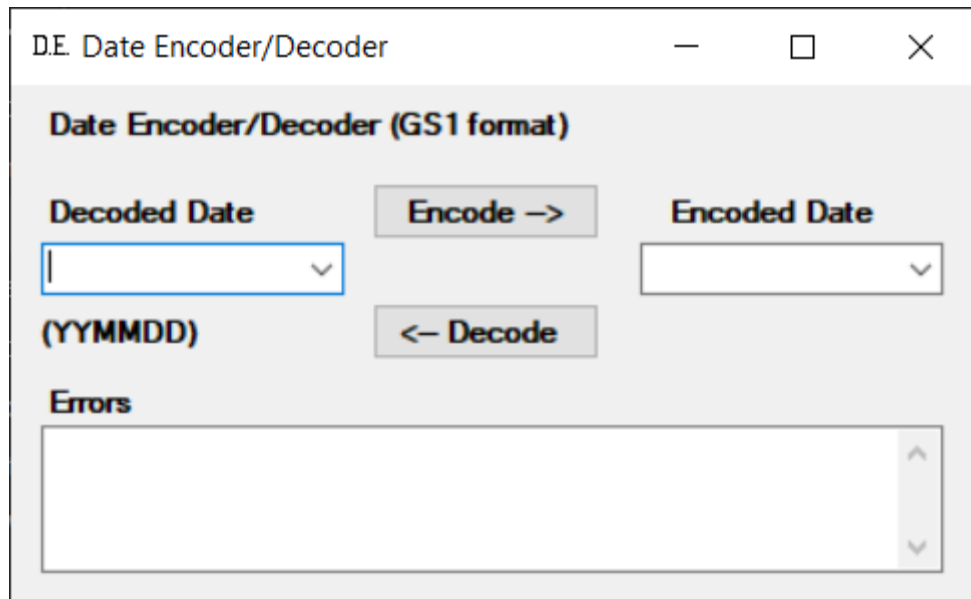 D.E. Date Encoder/Decoder
Date Encoder/Decoder (GS1 format)
Decoded Date
Encode -->
Encoded Date
(YYMMDD)
<-- Decode
Errors